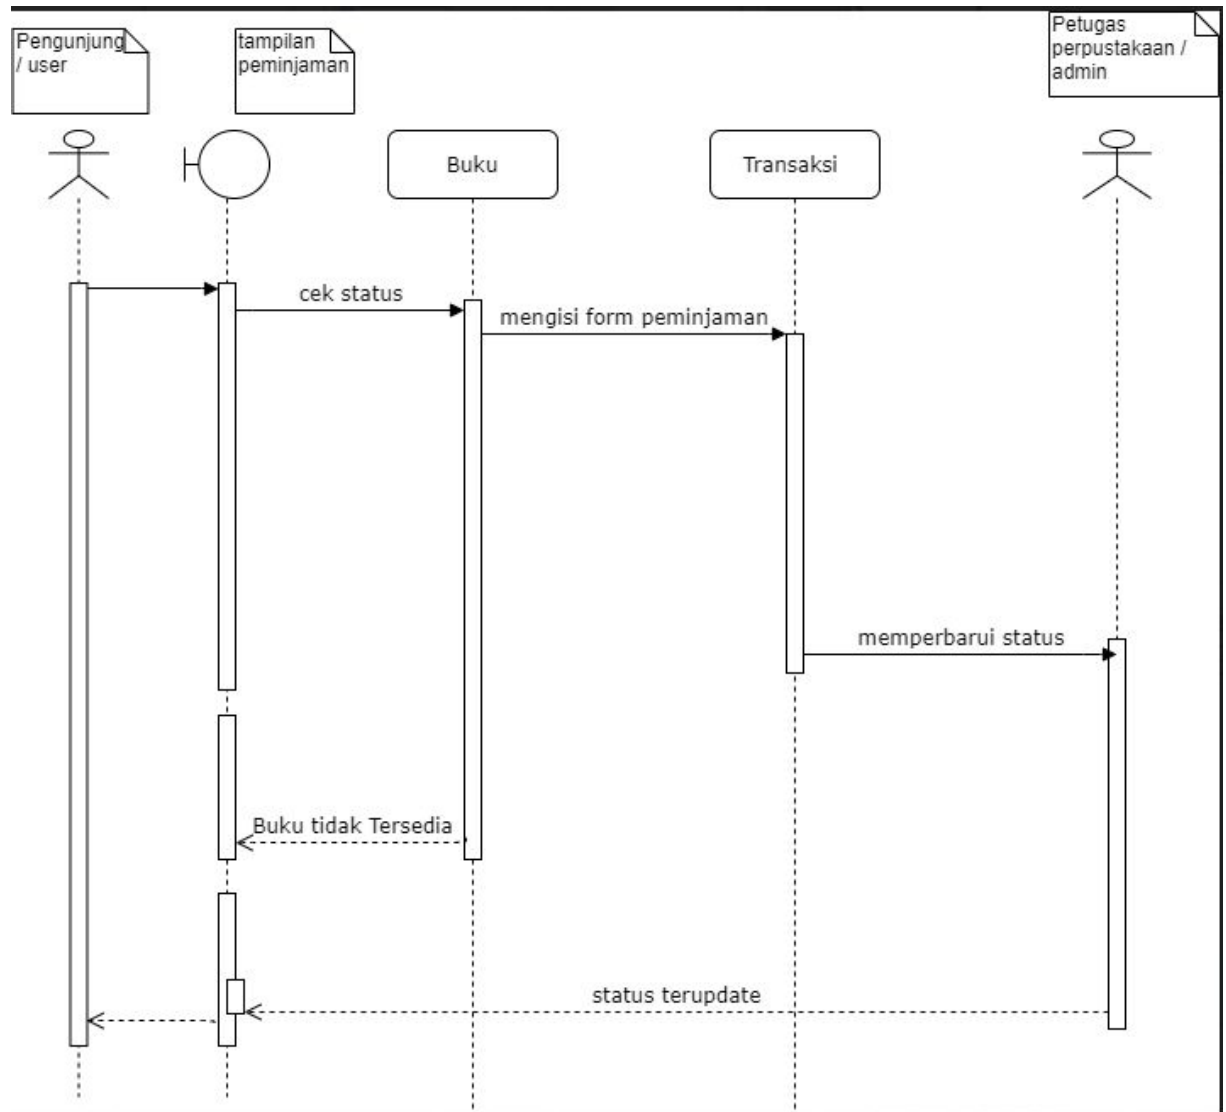 Pengunjung
/ user
tampilan
peminjaman
Petugas
perpustakaan /
admin
Buku
Transaksi
cek status
mengisi form peminjaman
memperbarui status
Buku tidak Tersedia
status terupdate